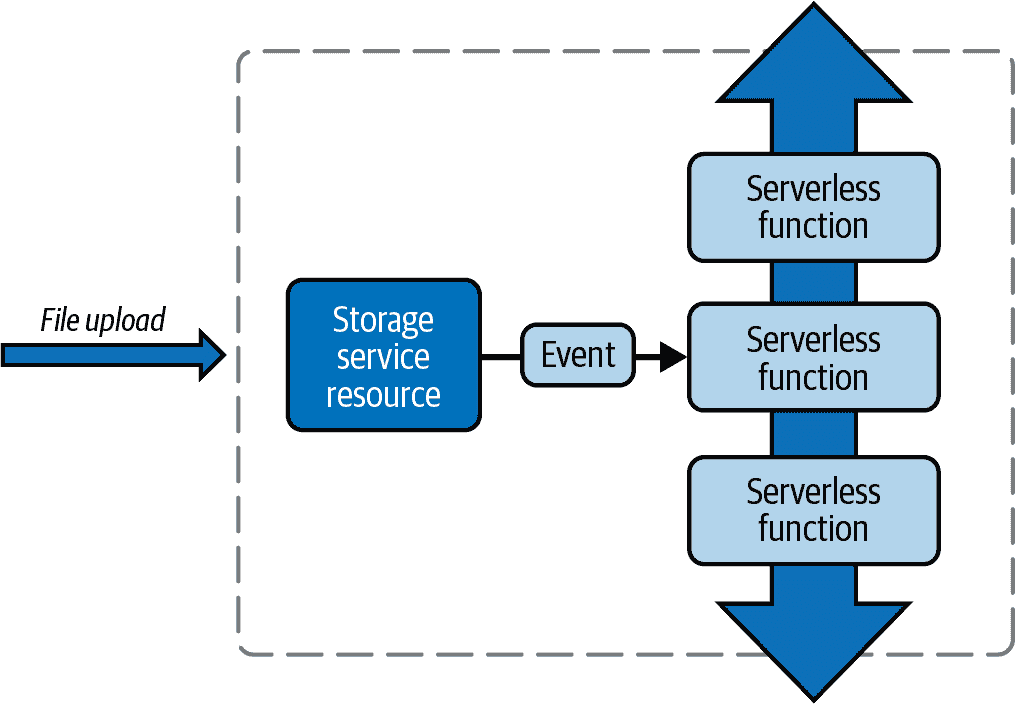 File upload
Storage
service
resource
Event
Serverless
function
Serverless
function
Serverless
function